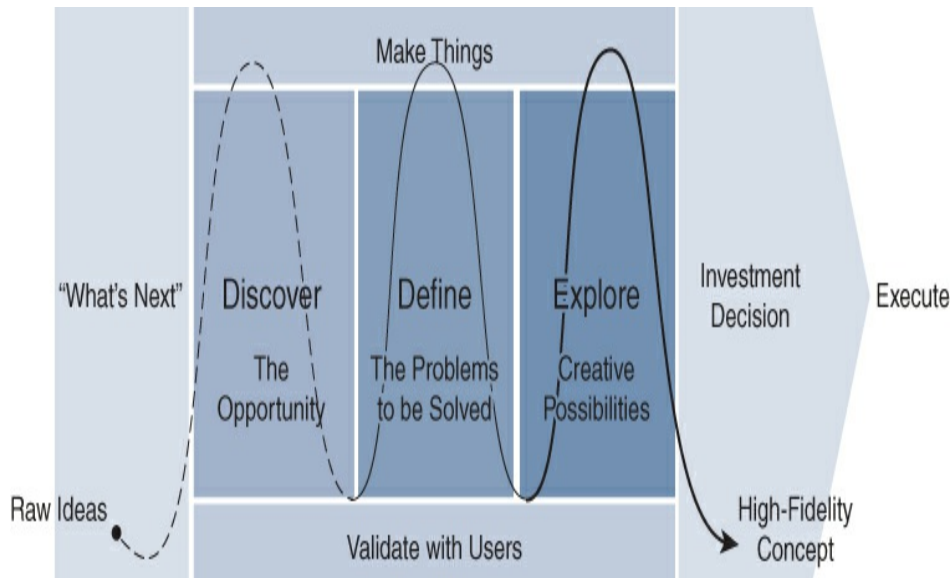 Make Things
“What’s Next”
Discover
The
Opportunity
Define
The Problems
to be Solved
Explore
Creative
Possibilities
Investment
Decision
Execute
Raw Ideas
Validate with Users
High-Fidelity
Concept